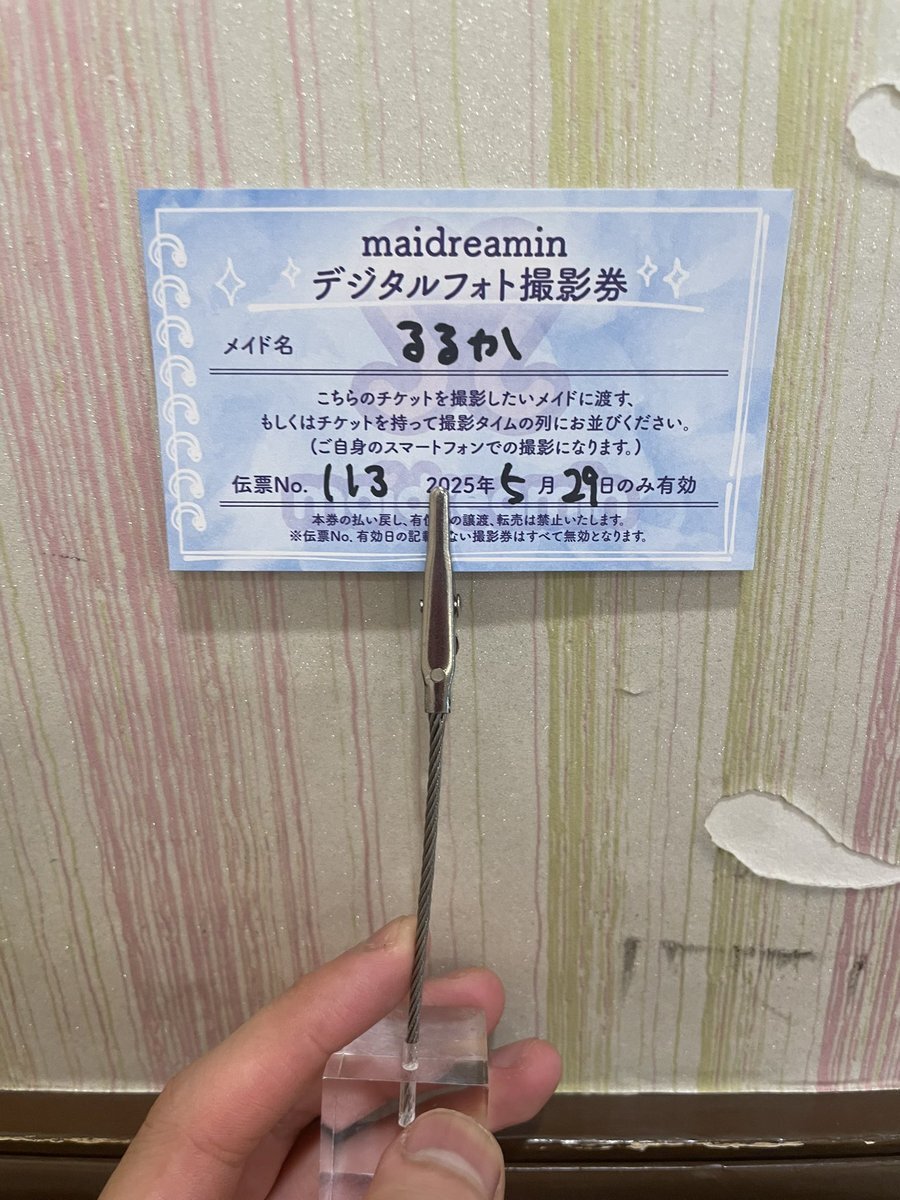 maidreamin
デジタルフォト撮影券
メイド名 るるか
こちらのチケットを撮影したいメイドに渡す、
もしくはチケットを持って撮影タイムの列にお並びください。
(ご自身のスマートフォンでの撮影になります。)
伝票No. 113 2025年5月29日のみ有効
本券の払い戻し、有の譲渡、転売は禁止いたします。
※伝票No、有効日の記載ない撮影券はすべて無効となります。